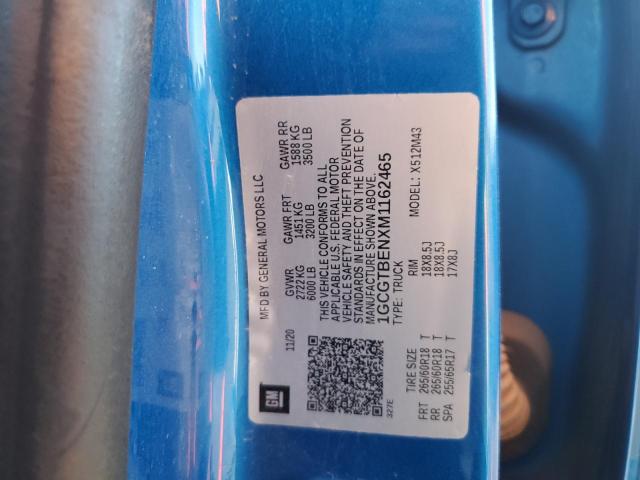 MFD BY GENERAL MOTORS LLC
11/20 GVWR GAWR FRT GAWR RR
2722 KG 1451 KG 1588 KG
6000 LB 3200 LB 3500 LB
THIS VEHICLE CONFORMS TO ALL
APPLICABLE U.S. FEDERAL MOTOR
VEHICLE SAFETY AND THEFT PREVENTION
STANDARDS IN EFFECT ON THE DATE OF
MANUFACTURE SHOWN ABOVE.
1GCGTBENXM1162465
TYPE: TRUCK MODEL: X512M43
GM
327E
TIRE SIZE RIM
FRT 265/60R18 T 18X8.5J
RR 265/60R18 T 18X8.5J
SPA 255/65R17 T 17X8J